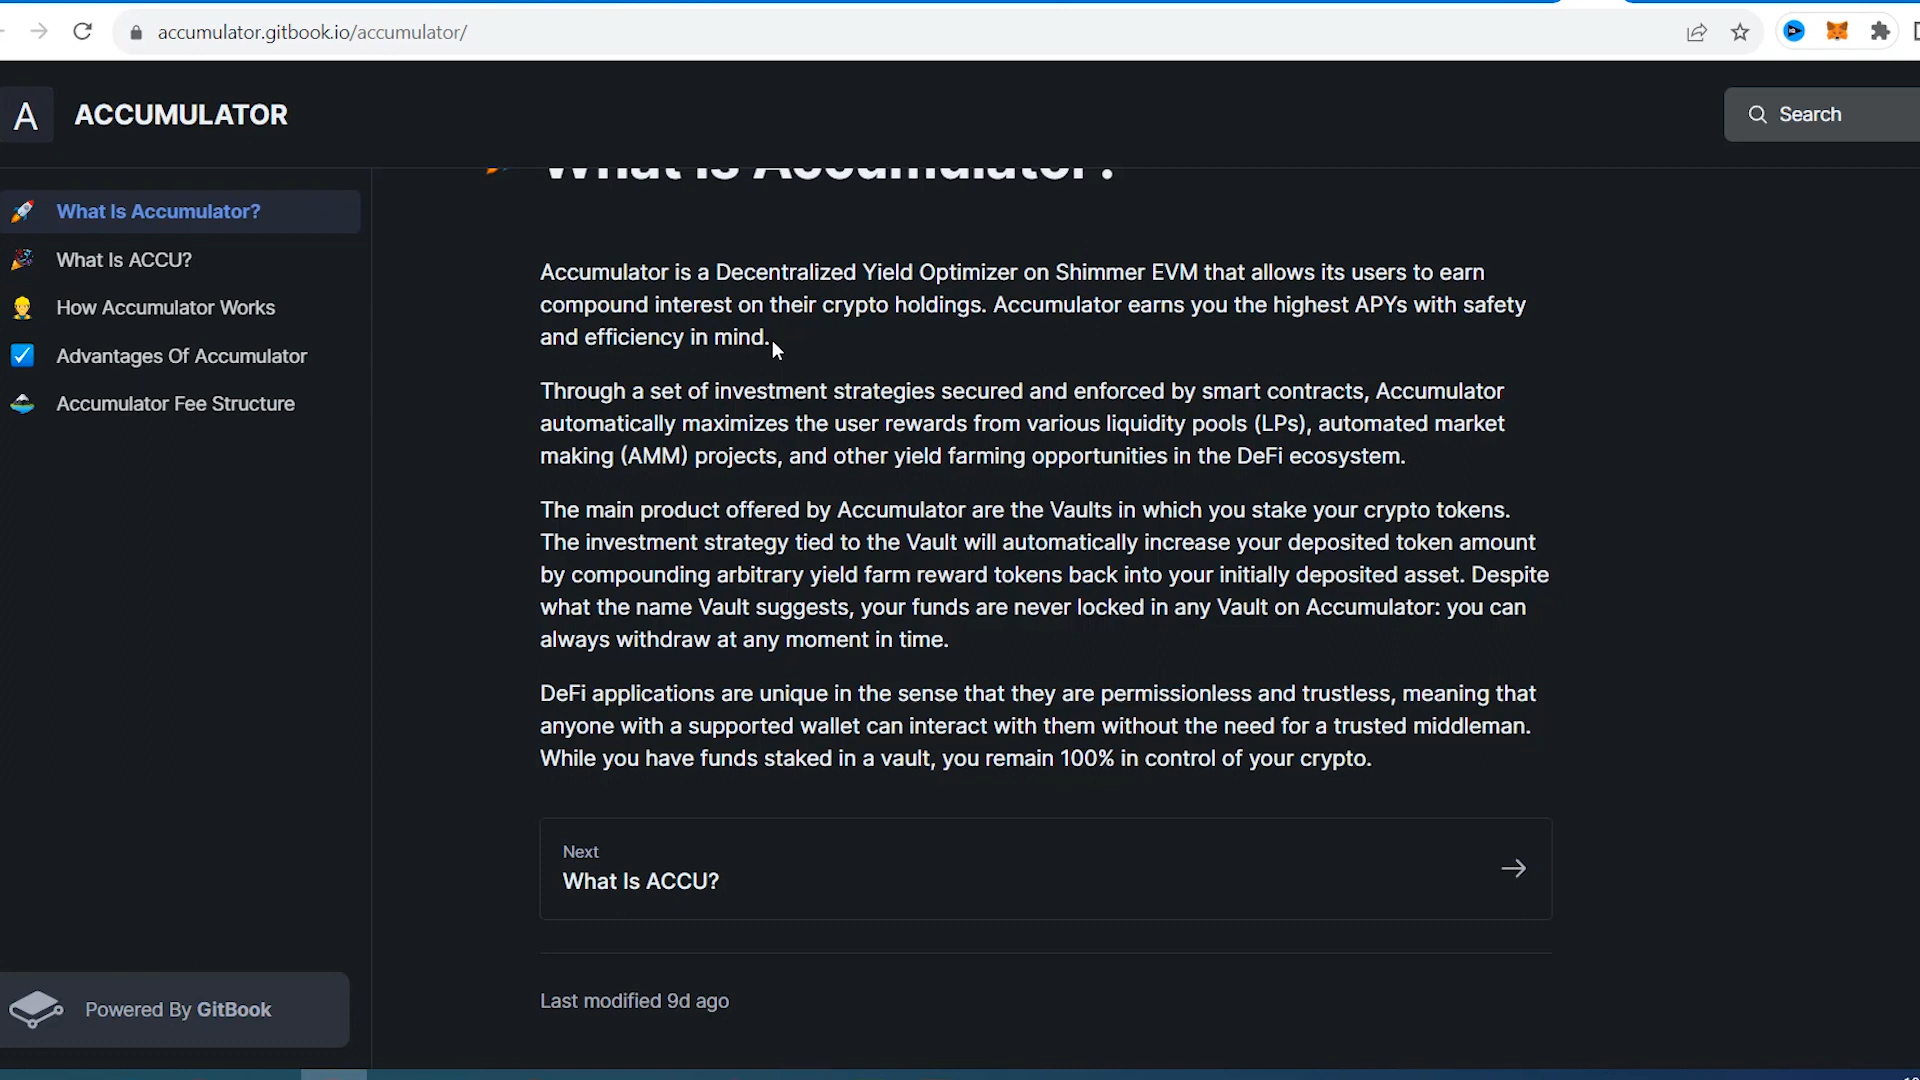 accumulator.gitbook.io/accumulator/
A ACCUMULATOR
Search
What Is Accumulator?
What Is Accumulator?
What Is ACCU?
How Accumulator Works
Advantages Of Accumulator
Accumulator Fee Structure
Accumulator is a Decentralized Yield Optimizer on Shimmer EVM that allows its users to earn
compound interest on their crypto holdings. Accumulator earns you the highest APYs with safety
and efficiency in mind.
Through a set of investment strategies secured and enforced by smart contracts, Accumulator
automatically maximizes the user rewards from various liquidity pools (LPs), automated market
making (AMM) projects, and other yield farming opportunities in the DeFi ecosystem.
The main product offered by Accumulator are the Vaults in which you stake your crypto tokens.
The investment strategy tied to the Vault will automatically increase your deposited token amount
by compounding arbitrary yield farm reward tokens back into your initially deposited asset. Despite
what the name Vault suggests, your funds are never locked in any Vault on Accumulator: you can
always withdraw at any moment in time.
DeFi applications are unique in the sense that they are permissionless and trustless, meaning that
anyone with a supported wallet can interact with them without the need for a trusted middleman.
While you have funds staked in a vault, you remain 100% in control of your crypto.
Next
What Is ACCU?
Last modified 9d ago
Powered By GitBook